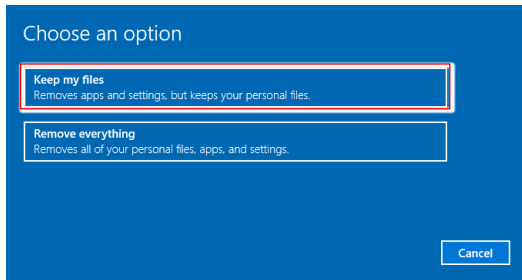 Choose an option
Keep my files
Removes apps and settings, but keeps your personal files.
Remove everything
Removes all of your personal files, apps, and settings.
Cancel